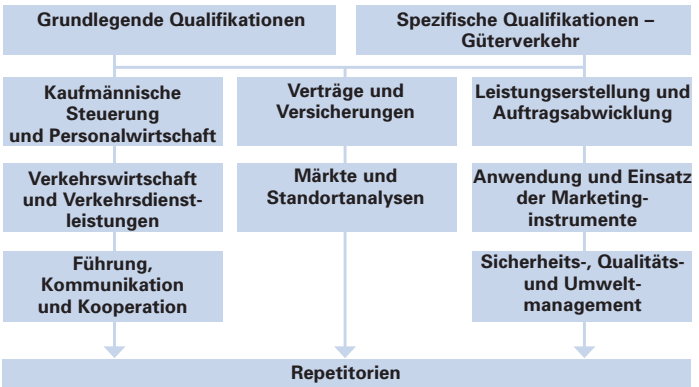 Grundlegende Qualifikationen
Spezifische Qualifikationen –
Güterverkehr
Kaufmännische
Steuerung
und Personalwirtschaft
Verträge und
Versicherungen
Leistungserstellung und
Auftragsabwicklung
Verkehrswirtschaft
und Verkehrsdienst-
leistungen
Märkte und
Standortanalysen
Anwendung und Einsatz
der Marketing-
instrumente
Führung,
Kommunikation
und Kooperation
Sicherheits-, Qualitäts-
und Umwelt-
management
Repetitorien